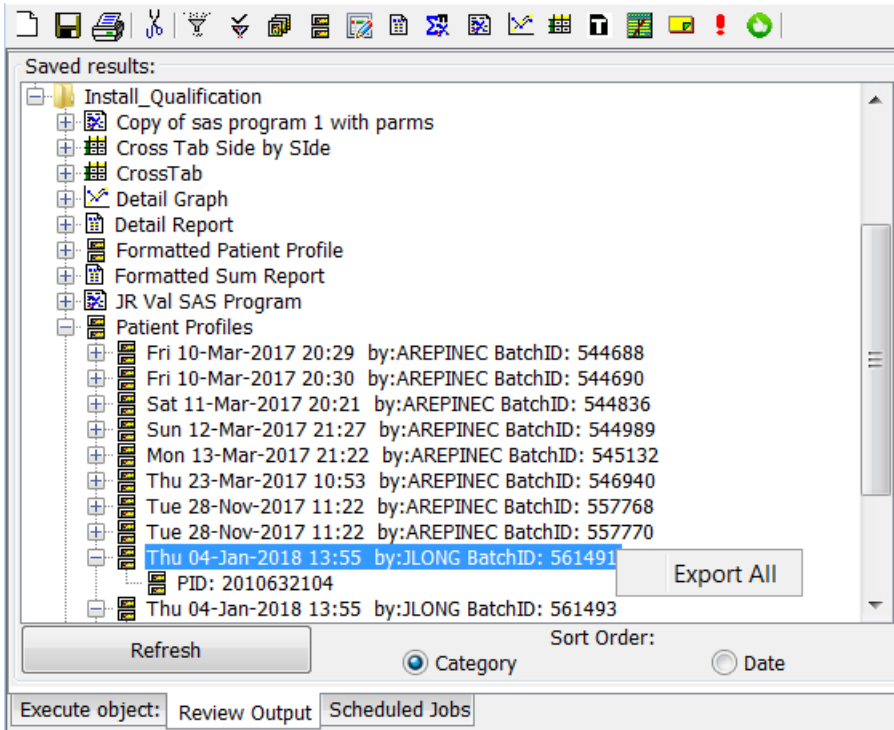 Saved results:
Install_Qualification
Copy of sas program 1 with parms
Cross Tab Side by SIde
CrossTab
Detail Graph
Detail Report
Formatted Patient Profile
Formatted Sum Report
JR Val SAS Program
Patient Profiles
Fri 10-Mar-2017 20:29 by:AREPINEC BatchID: 544688
Fri 10-Mar-2017 20:30 by:AREPINEC BatchID: 544690
Sat 11-Mar-2017 20:21 by:AREPINEC BatchID: 544836
Sun 12-Mar-2017 21:27 by:AREPINEC BatchID: 544989
Mon 13-Mar-2017 21:22 by:AREPINEC BatchID: 545132
Thu 23-Mar-2017 10:53 by:AREPINEC BatchID: 546940
Tue 28-Nov-2017 11:22 by:AREPINEC BatchID: 557768
Tue 28-Nov-2017 11:22 by:AREPINEC BatchID: 557770
Thu 04-Jan-2018 13:55 by:JLONG BatchID: 561491
Export All
PID: 2010632104
Thu 04-Jan-2018 13:55 by:JLONG BatchID: 561493
Refresh
Sort Order:
Category Date
Execute object: Review Output Scheduled Jobs